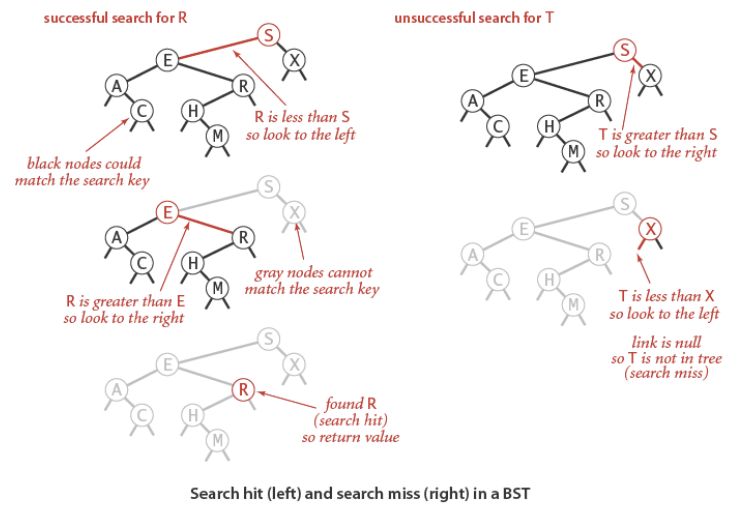 successful search for R
S
E
X
A
R
C
H
M
R is less than S
so look to the left
black nodes could
match the search key
S
E
X
A
R
C
H
M
gray nodes cannot
match the search key
R is greater than E
so look to the right
S
E
X
A
R
C
H
M
found R
(search hit)
so return value
unsuccessful search for T
S
E
X
A
R
C
H
M
T is greater than S
so look to the right
S
E
X
A
R
C
H
M
T is less than X
so look to the left
link is null
so T is not in tree
(search miss)
Search hit (left) and search miss (right) in a BST